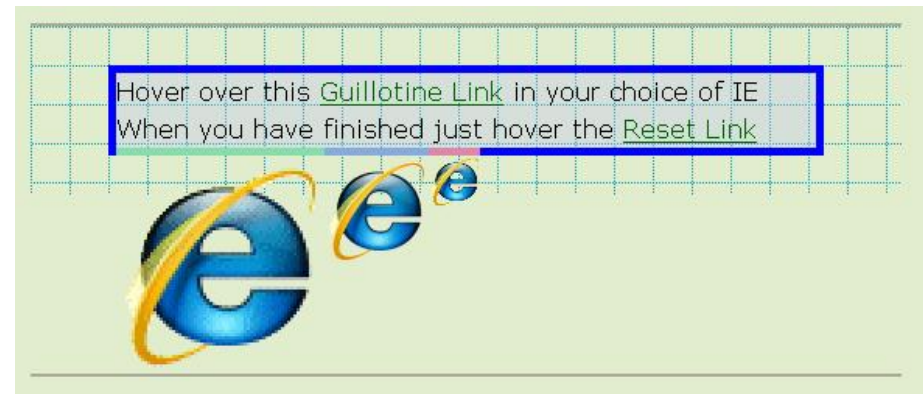 Hover over this Guillotine Link in your choice of IE
When you have finished just hover the Reset Link